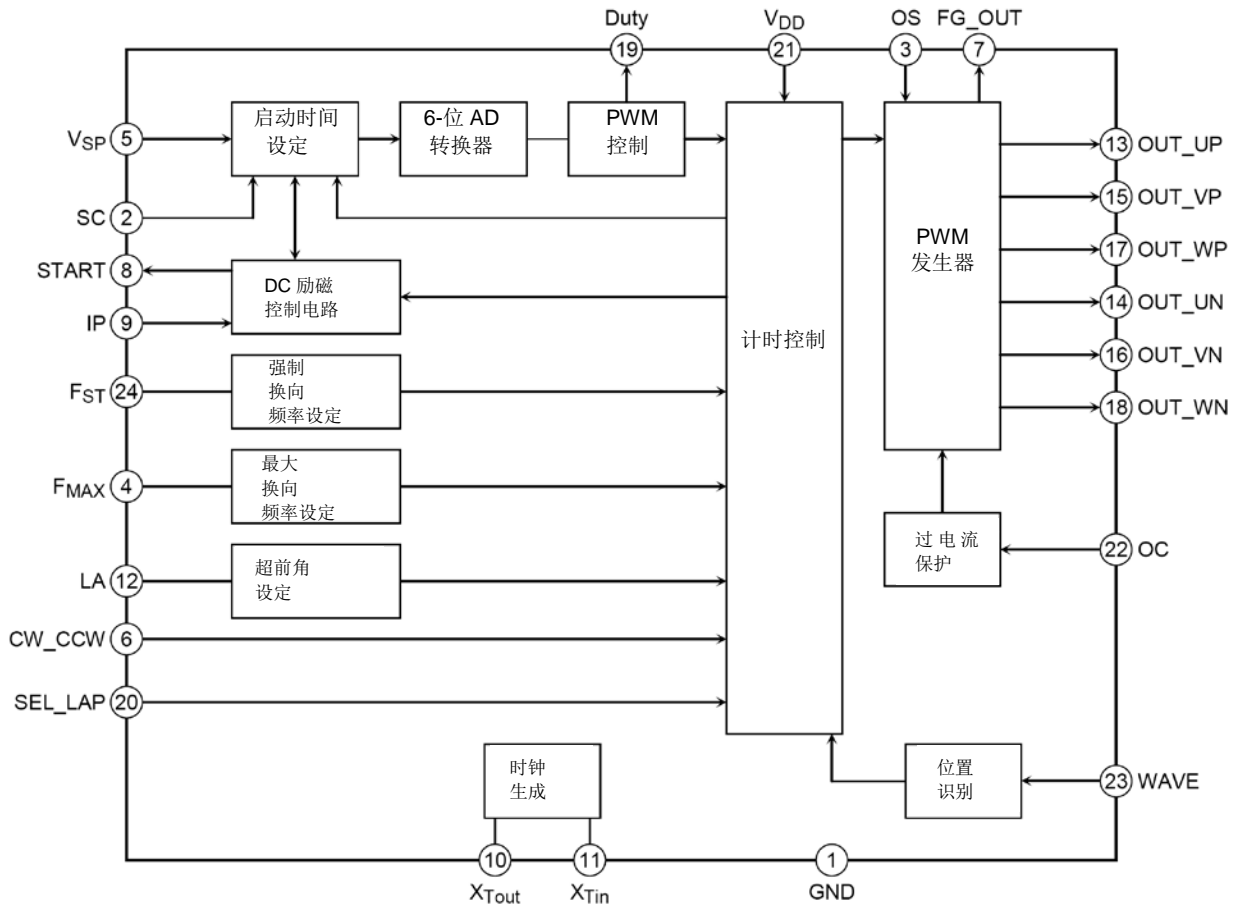 Duty
VDD
OS
FG_OUT
19
21
3
7
VSP
5
启动时间
设定
6-位 AD
转换器
PWM
控制
SC
2
START
8
IP
9
DC 励磁
控制电路
FST
24
强制
换向
频率设定
FMAX
4
最大
换向
频率设定
LA
12
超前角
设定
CW_CCW
6
SEL_LAP
20
计时控制
PWM
发生器
13
OUT_UP
15
OUT_VP
17
OUT_WP
14
OUT_UN
16
OUT_VN
18
OUT_WN
过 电 流
保护
22
OC
时钟
生成
位置
识别
23
WAVE
10
11
1
XTout
XTin
GND